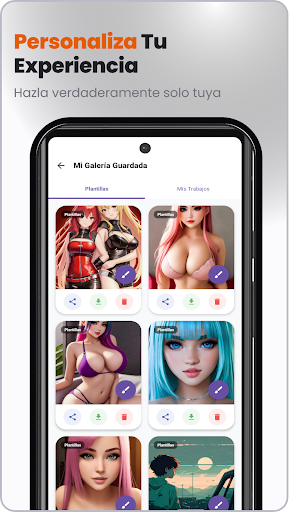 Personaliza Tu
Experiencia
Hazla verdaderamente solo tuya
Mi Galería Guardada
Plantillas
Mis Trabajos
Plantillas
Plantillas
Plantillas
Plantillas
Plantillas
Plantillas